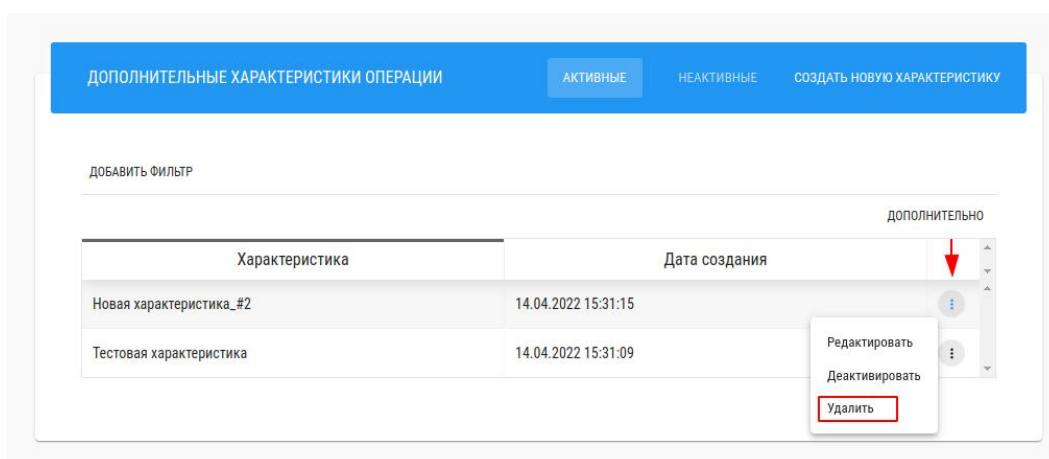 ДОПОЛНИТЕЛЬНЫЕ ХАРАКТЕРИСТИКИ ОПЕРАЦИИ АКТИВНЫЕ НЕАКТИВНЫЕ СОЗДАТЬ НОВУЮ ХАРАКТЕРИСТИКУ
ДОБАВИТЬ ФИЛЬТР
ДОПОЛНИТЕЛЬНО
Характеристика Дата создания
Новая характеристика_#2 14.04.2022 15:31:15
Тестовая характеристика 14.04.2022 15:31:09
Редактировать
Деактивировать
Удалить